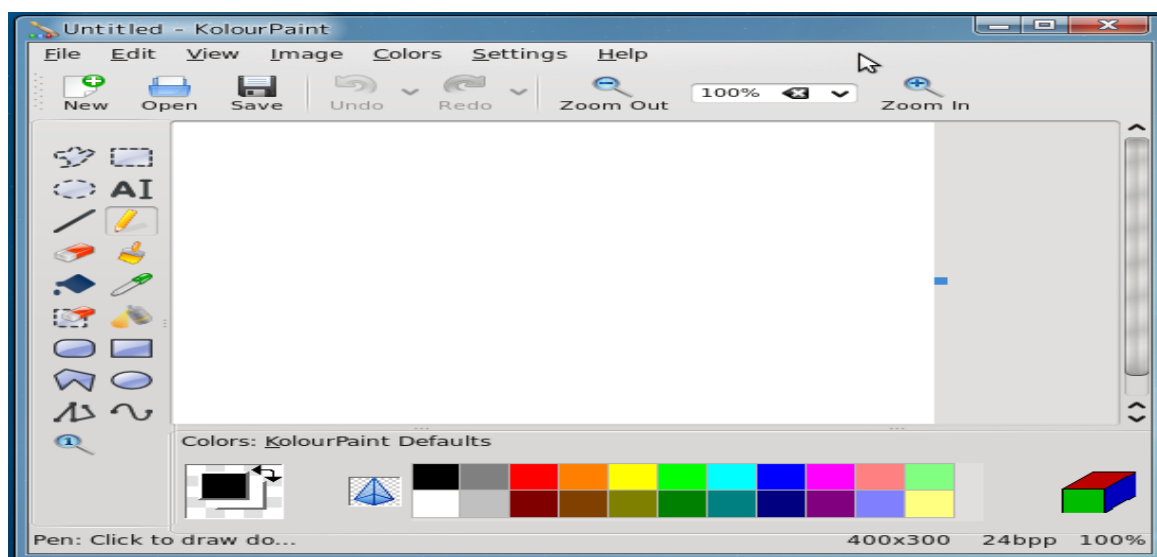 Untitled - KolourPaint
File Edit View Image Colors Settings Help
New Open Save Undo Redo Zoom Out 100% Zoom In
AI
Colors: KolourPaint Defaults
Pen: Click to draw do... 400x300 24bpp 100%